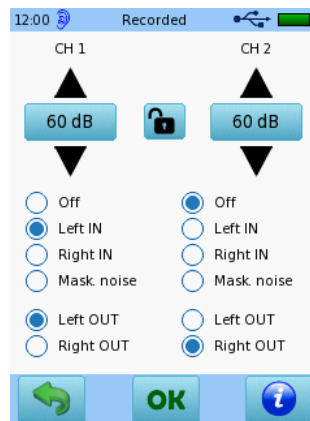 12:00 Recorded
CH 1 CH 2
60 dB 60 dB
Off Off
Left IN Left IN
Right IN Right IN
Mask. noise Mask. noise
Left OUT Left OUT
Right OUT Right OUT
OK i